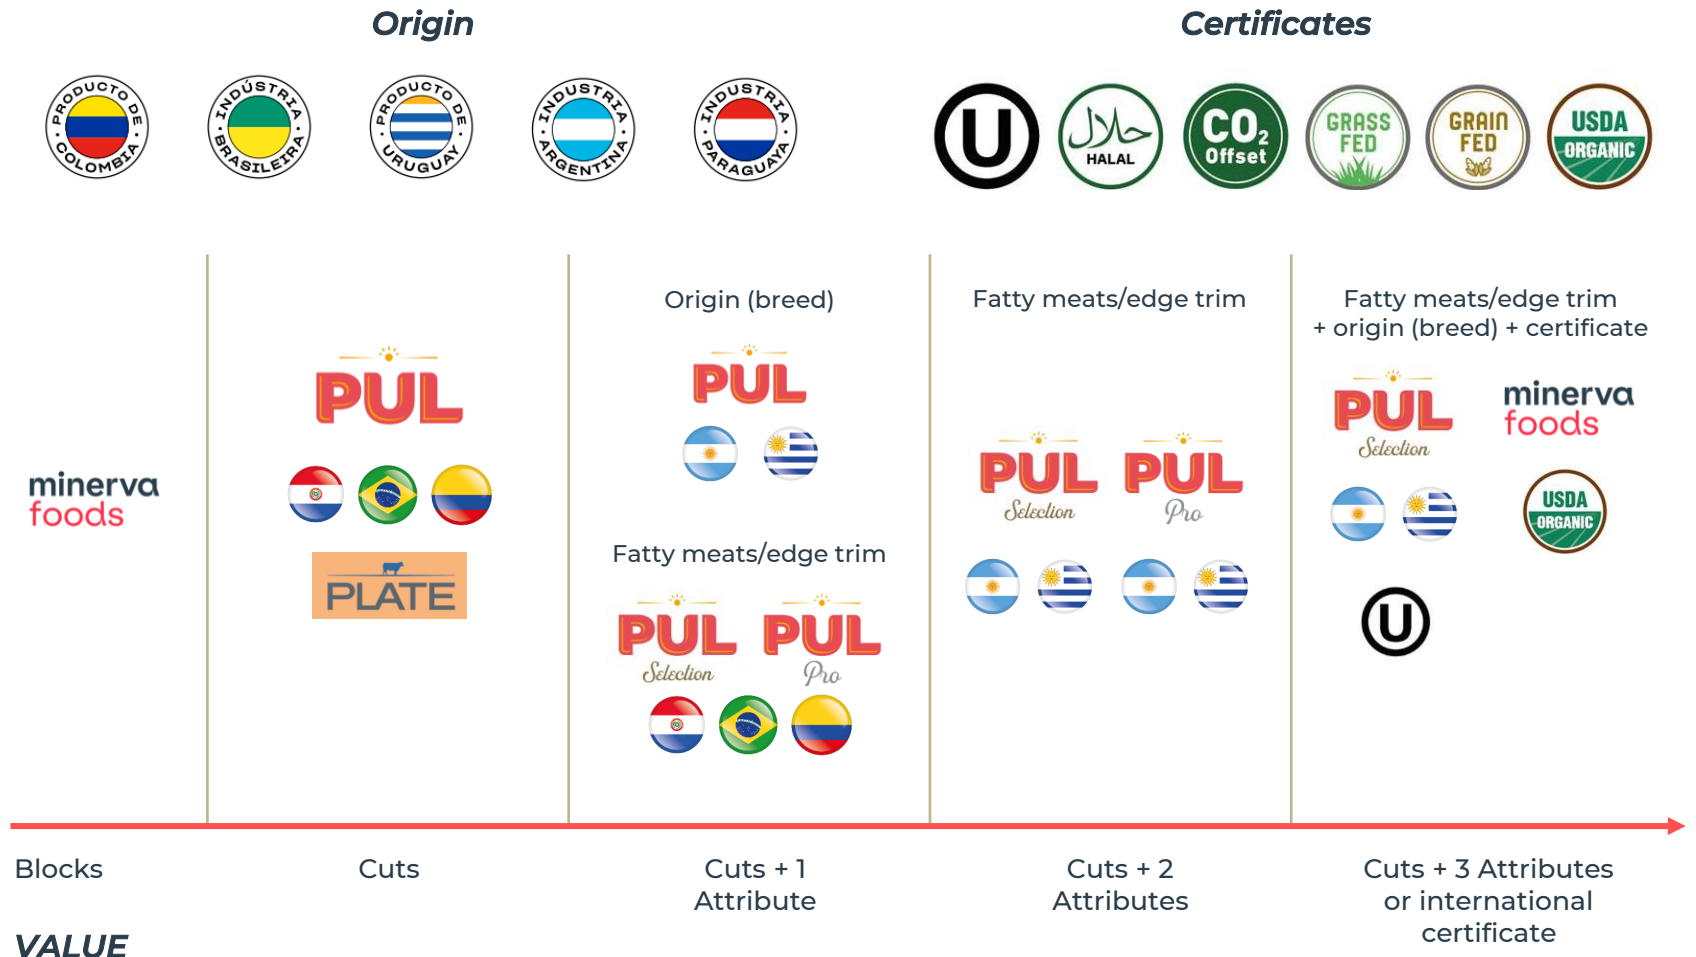 Origin
Certificates
PRODUCTO DE
COLOMBIA
INDÚSTRIA
BRASILEIRA
PRODUCTO DE
URUGUAY
INDUSTRIA
ARGENTINA
INDUSTRIA
PARAGUAYA
U
حلال
HALAL
CO2
Offset
GRASS
FED
GRAIN
FED
USDA
ORGANIC
minerva
foods
PUL
PLATE
Origin (breed)
PUL
Fatty meats/edge trim
PUL
Selection
PUL
Pro
Fatty meats/edge trim
PUL
Selection
PUL
Pro
Fatty meats/edge trim
+ origin (breed) + certificate
PUL
Selection
minerva
foods
USDA
ORGANIC
U
Blocks
Cuts
Cuts + 1
Attribute
Cuts + 2
Attributes
Cuts + 3 Attributes
or international
certificate
VALUE